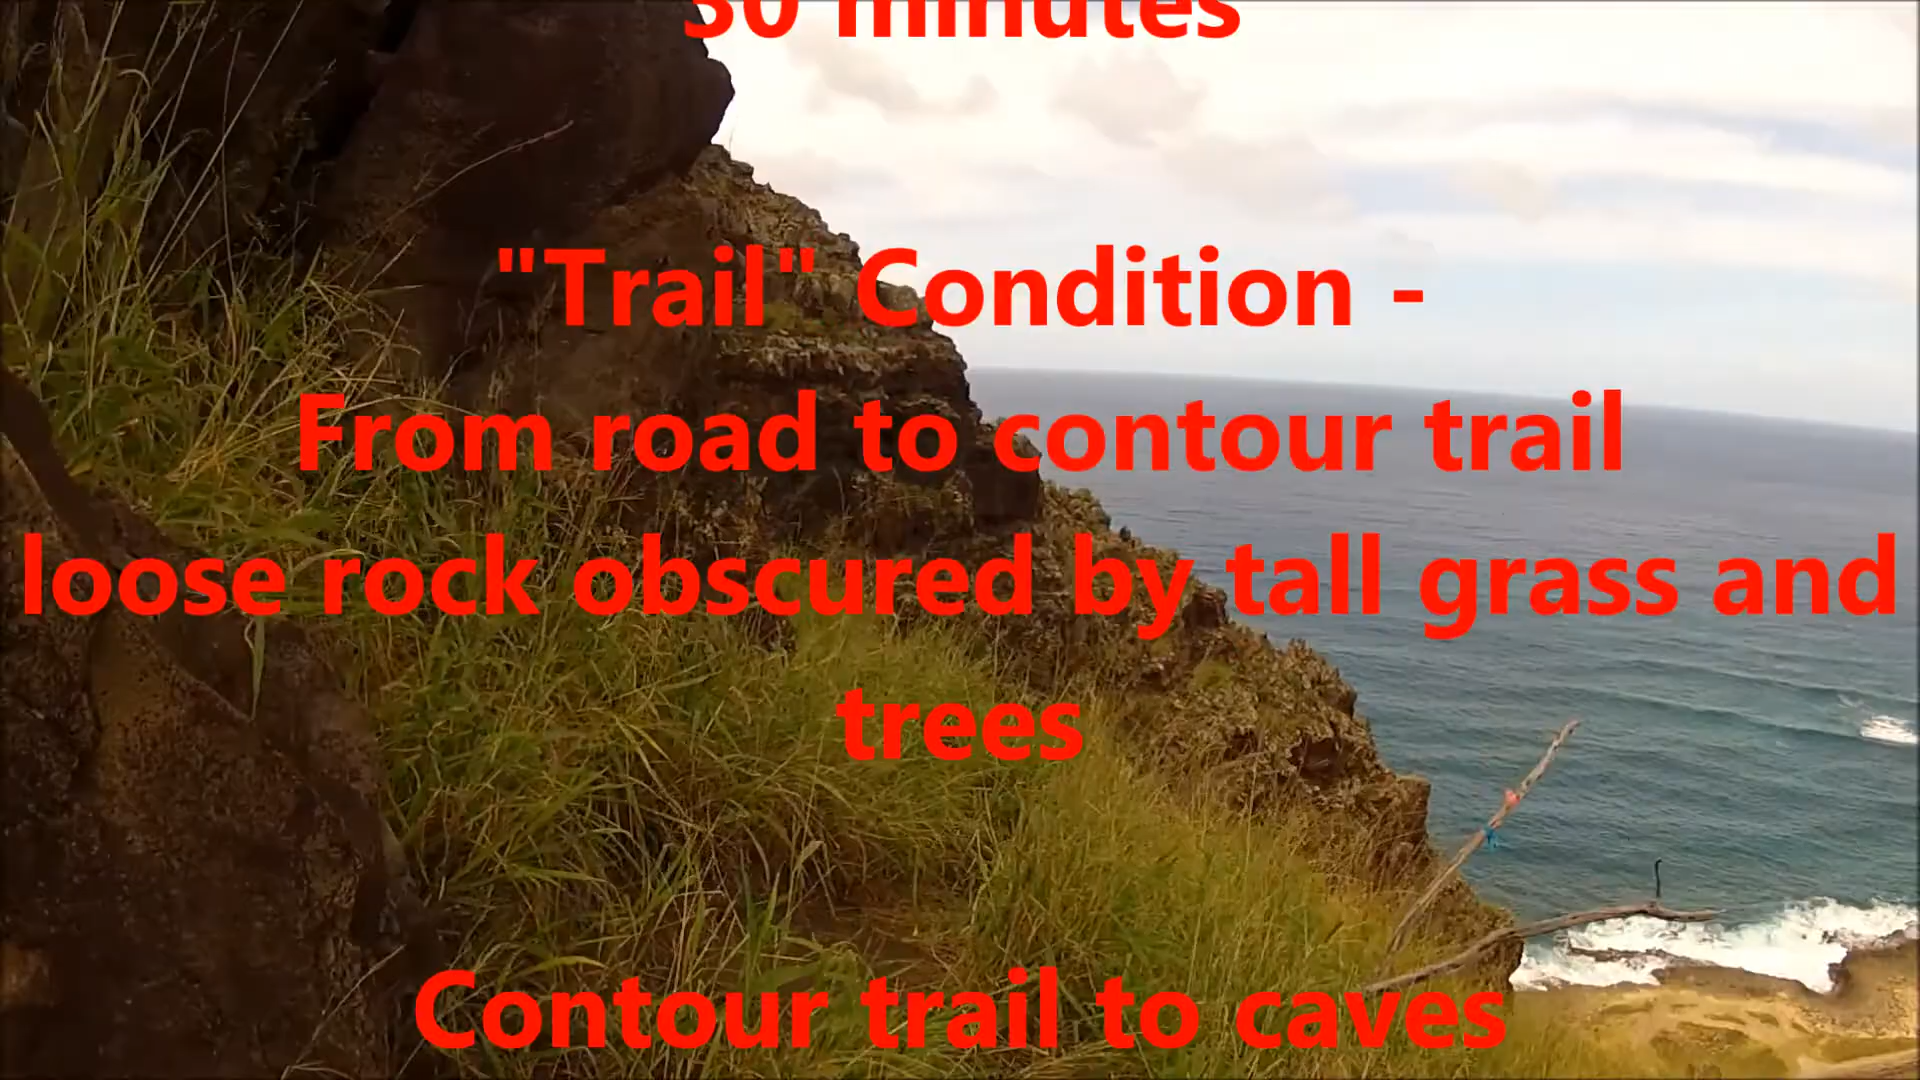 minutes
"Trail" Condition -
From road to contour trail
loose rock obscured by tall grass and
trees
Contour trail to caves